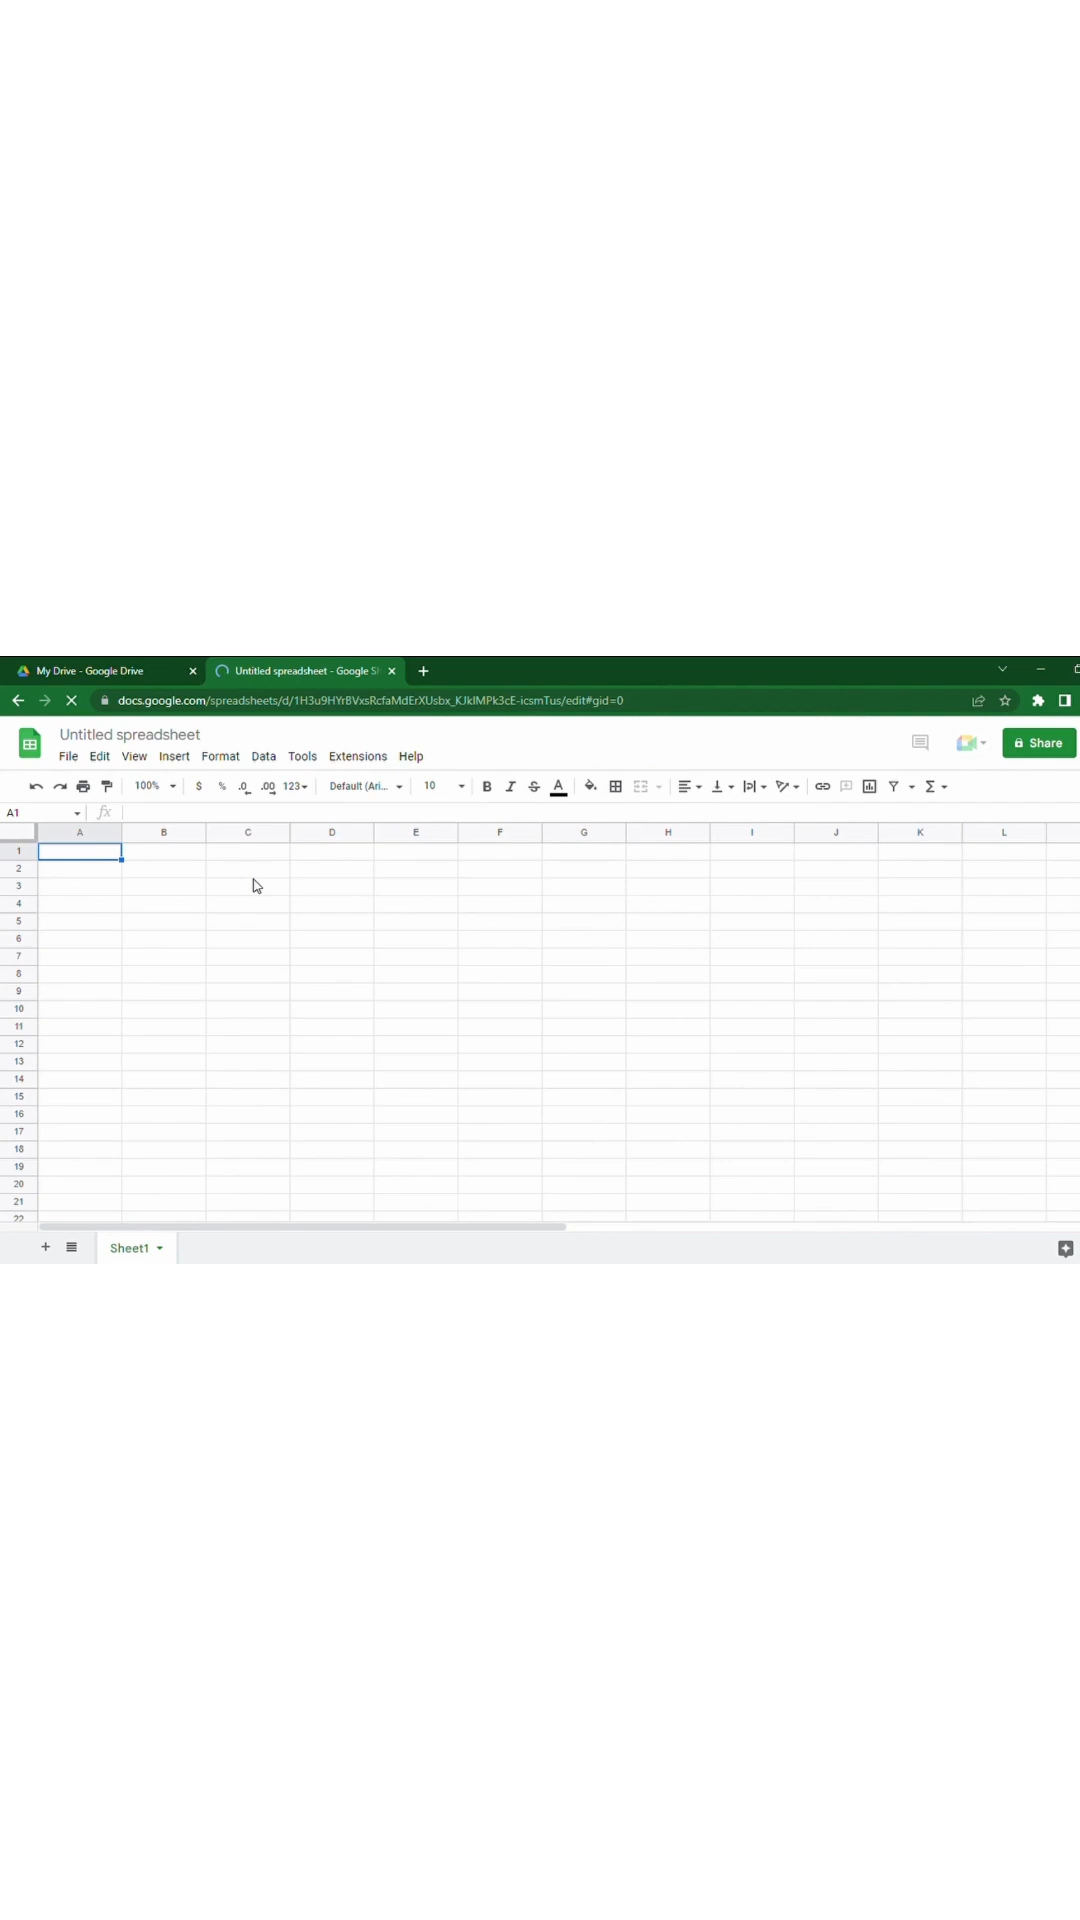 My Drive - Google Drive
Untitled spreadsheet - Google Sh
docs.google.com/spreadsheets/d/1H3u9HYrBVxsRcfaMdErXUsbx_KJkIMPk3cE-icsmTus/edit#gid=0
Untitled spreadsheet
File Edit View Insert Format Data Tools Extensions Help
Share
100% $ % .0 .00 123 Default (Ari... 10 B I S A Σ
A1 fx
A B C D E F G H I J K L
1
2
3
4
5
6
7
8
9
10
11
12
13
14
15
16
17
18
19
20
21
22
Sheet1